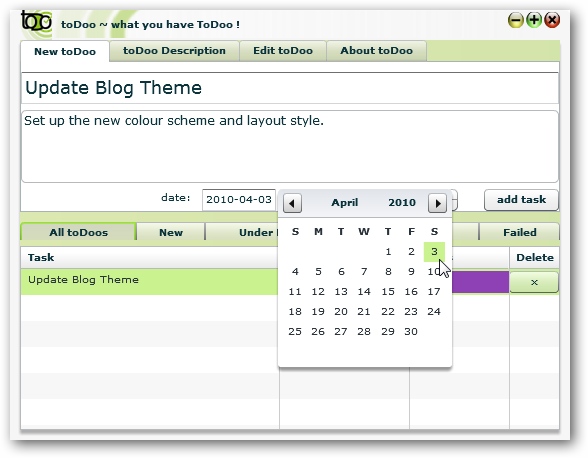 toDoo toDoo ~ what you have ToDoo !
New toDoo toDoo Description Edit toDoo About toDoo
Update Blog Theme
Set up the new colour scheme and layout style.
date: 2010-04-03 add task
April 2010
All toDoos New Under Failed
S M T W T F S
Task Delete
1 2 3
Update Blog Theme x
4 5 6 7 8 9 10
11 12 13 14 15 16 17
18 19 20 21 22 23 24
25 26 27 28 29 30